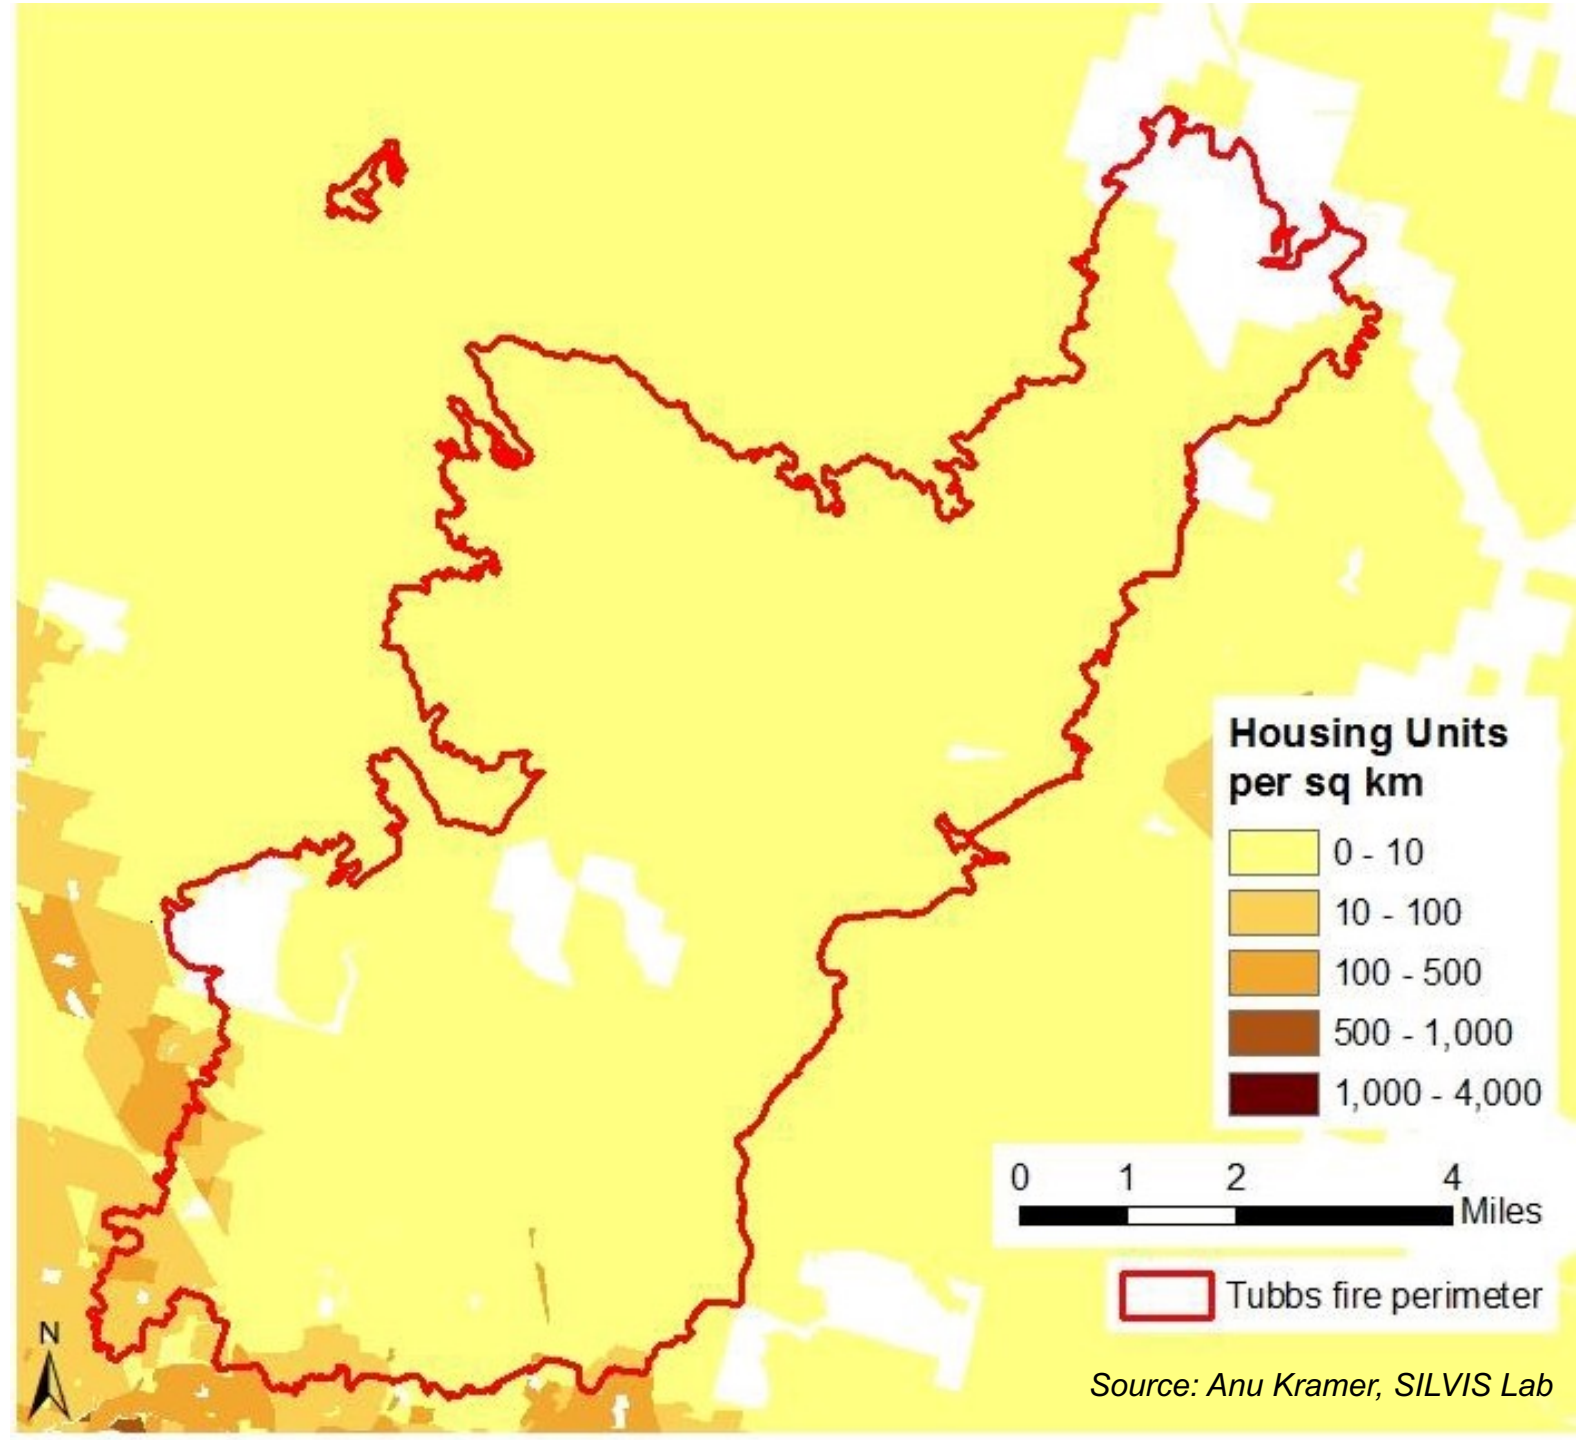 Housing Units
per sq km
0 - 10
10 - 100
100 - 500
500 - 1,000
1,000 - 4,000
0 1 2 4
Miles
Tubbs fire perimeter
N
Source: Anu Kramer, SILVIS Lab